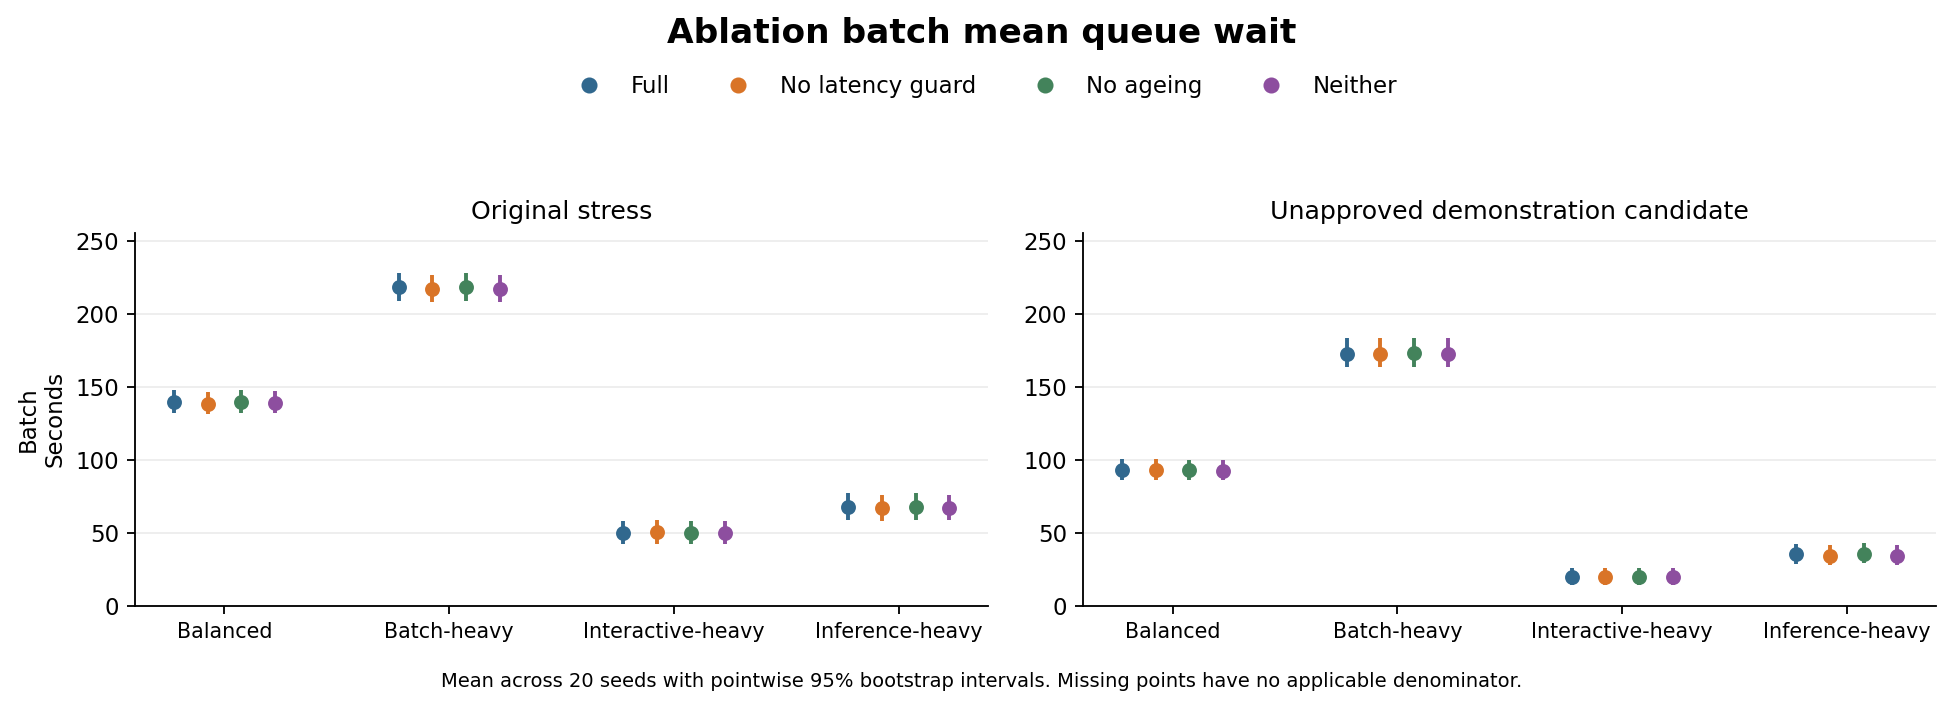 Ablation batch mean queue wait
Full No latency guard No ageing Neither
Original stress
Batch
Seconds
250
200
150
100
50
0
Balanced Batch-heavy Interactive-heavy Inference-heavy
Unapproved demonstration candidate
250
200
150
100
50
0
Balanced Batch-heavy Interactive-heavy Inference-heavy
Mean across 20 seeds with pointwise 95% bootstrap intervals. Missing points have no applicable denominator.